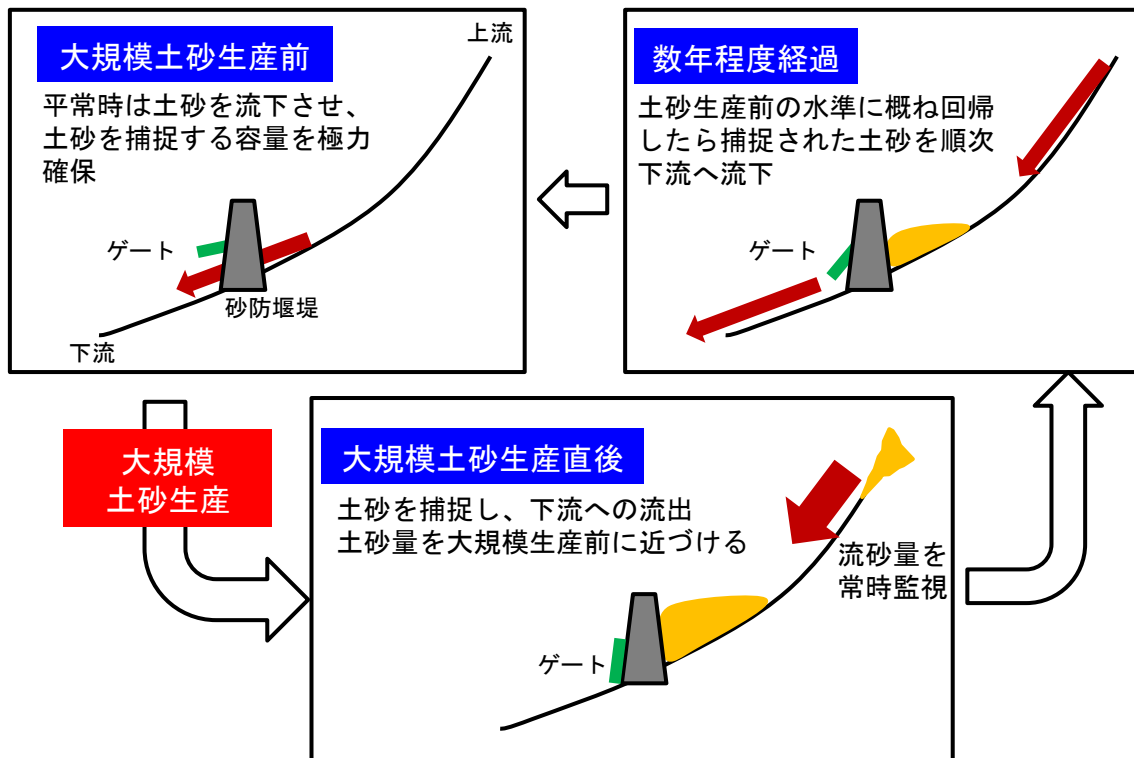 大規模土砂生産前
上流
平常時は土砂を流下させ、
土砂を捕捉する容量を極力
確保
ゲート
砂防堰堤
下流
数年程度経過
土砂生産前の水準に概ね回帰
したら捕捉された土砂を順次
下流へ流下
ゲート
大規模
土砂生産
大規模土砂生産直後
土砂を捕捉し、下流への流出
土砂量を大規模生産前に近づける
流砂量を
常時監視
ゲート